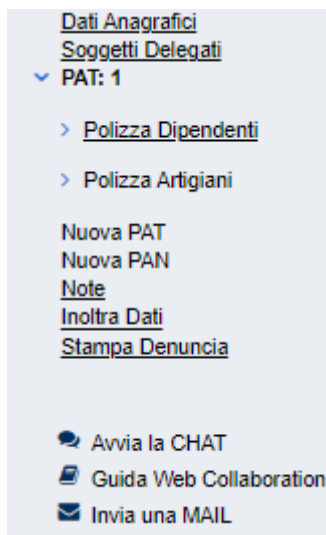 Dati Anagrafici
Soggetti Delegati
PAT: 1
Polizza Dipendenti
Polizza Artigiani
Nuova PAT
Nuova PAN
Note
Inoltra Dati
Stampa Denuncia
Avvia la CHAT
Guida Web Collaboration
Invia una MAIL